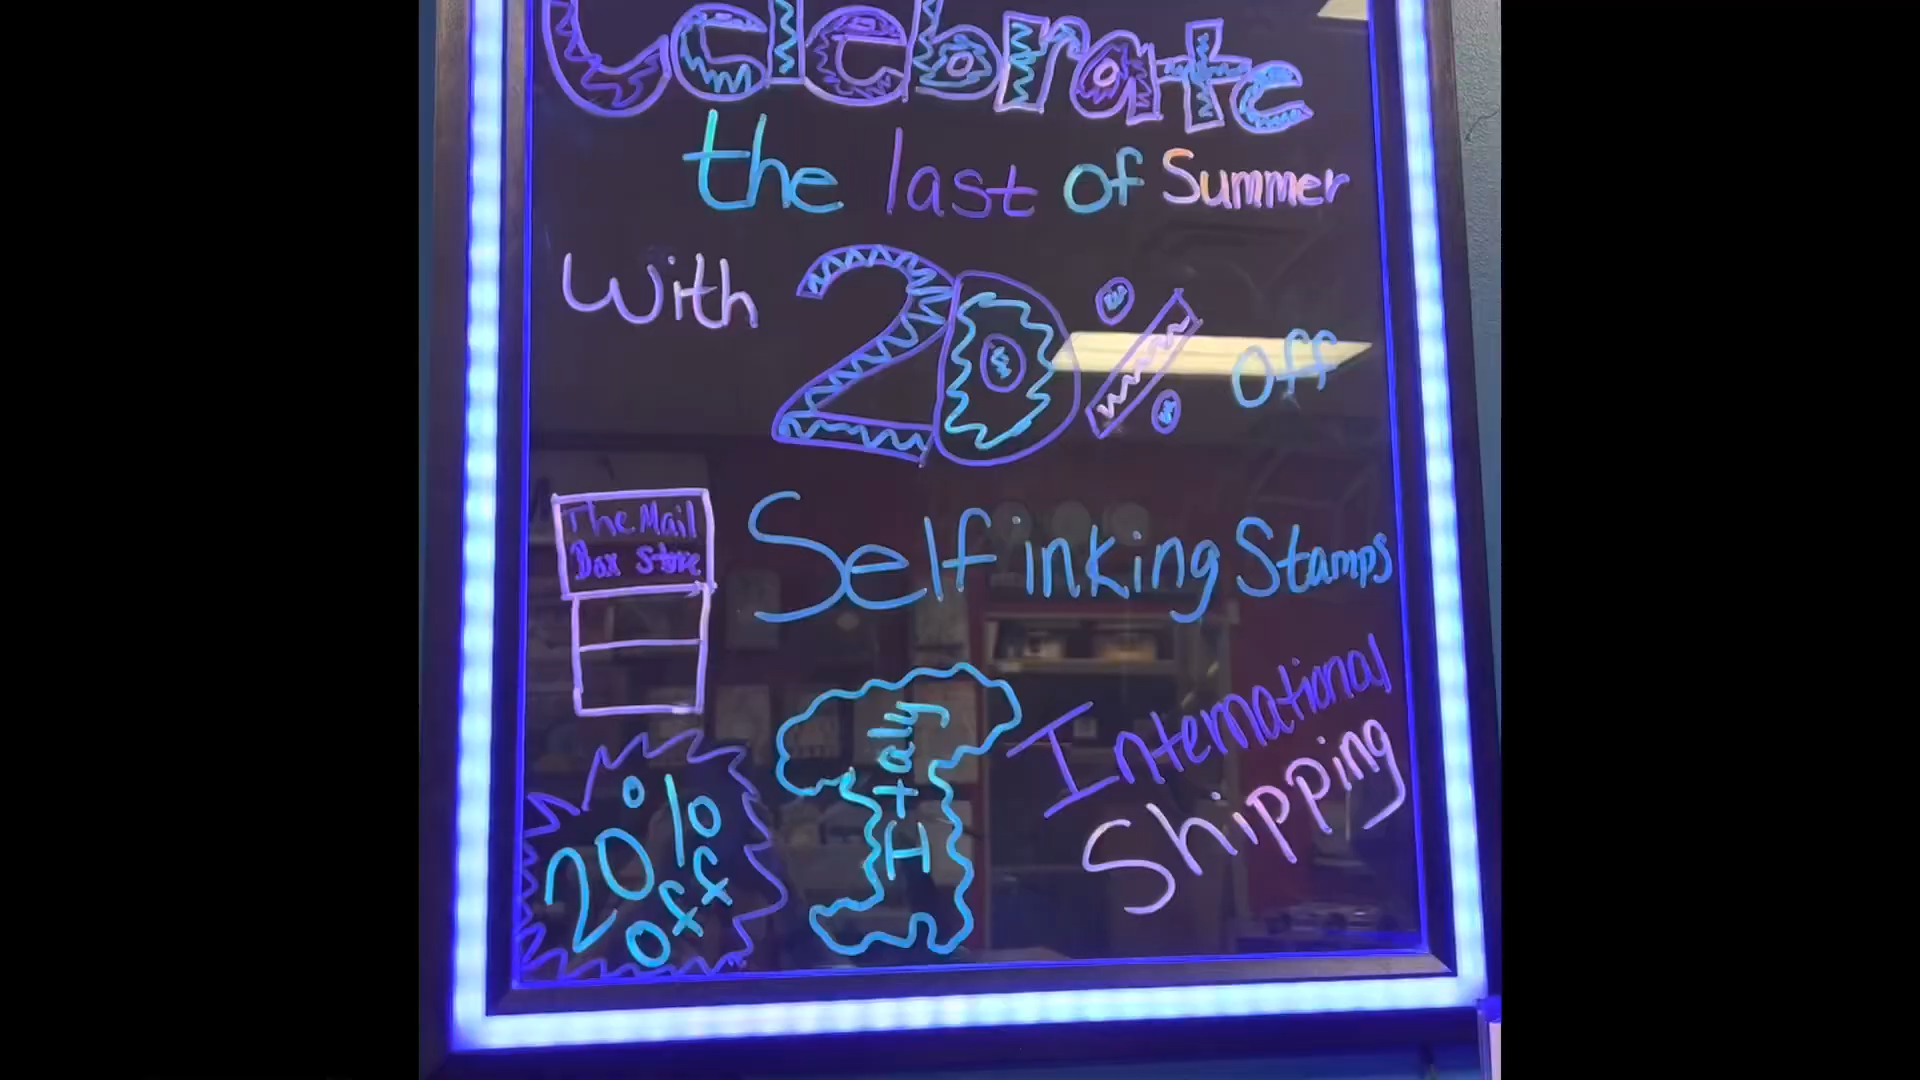 Celebrate
the last of Summer
With 20% Off
The Mail
Box Store
Self inking Stamps
International
Shipping
20%
off